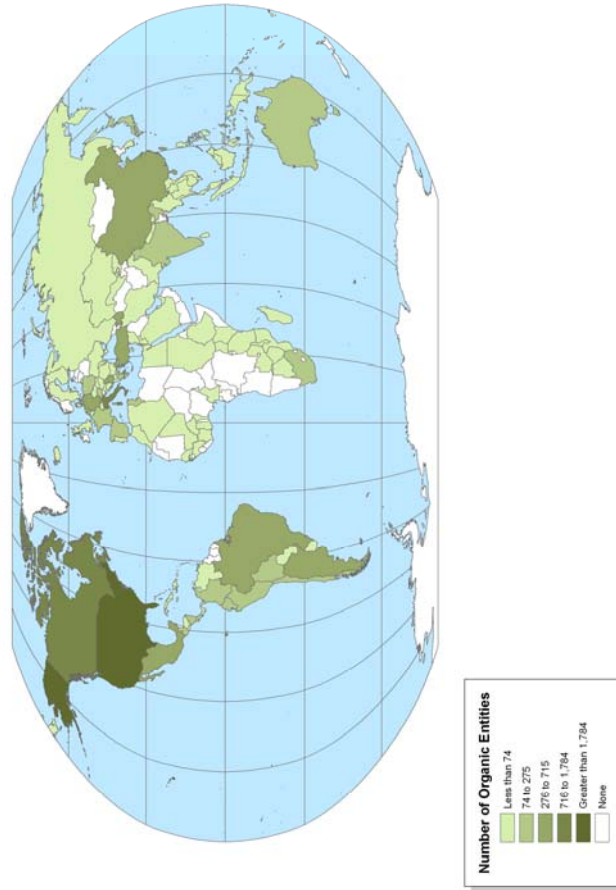 Number of Organic Entities
Less than 74
74 to 275
276 to 715
716 to 1,784
Greater than 1,784
None